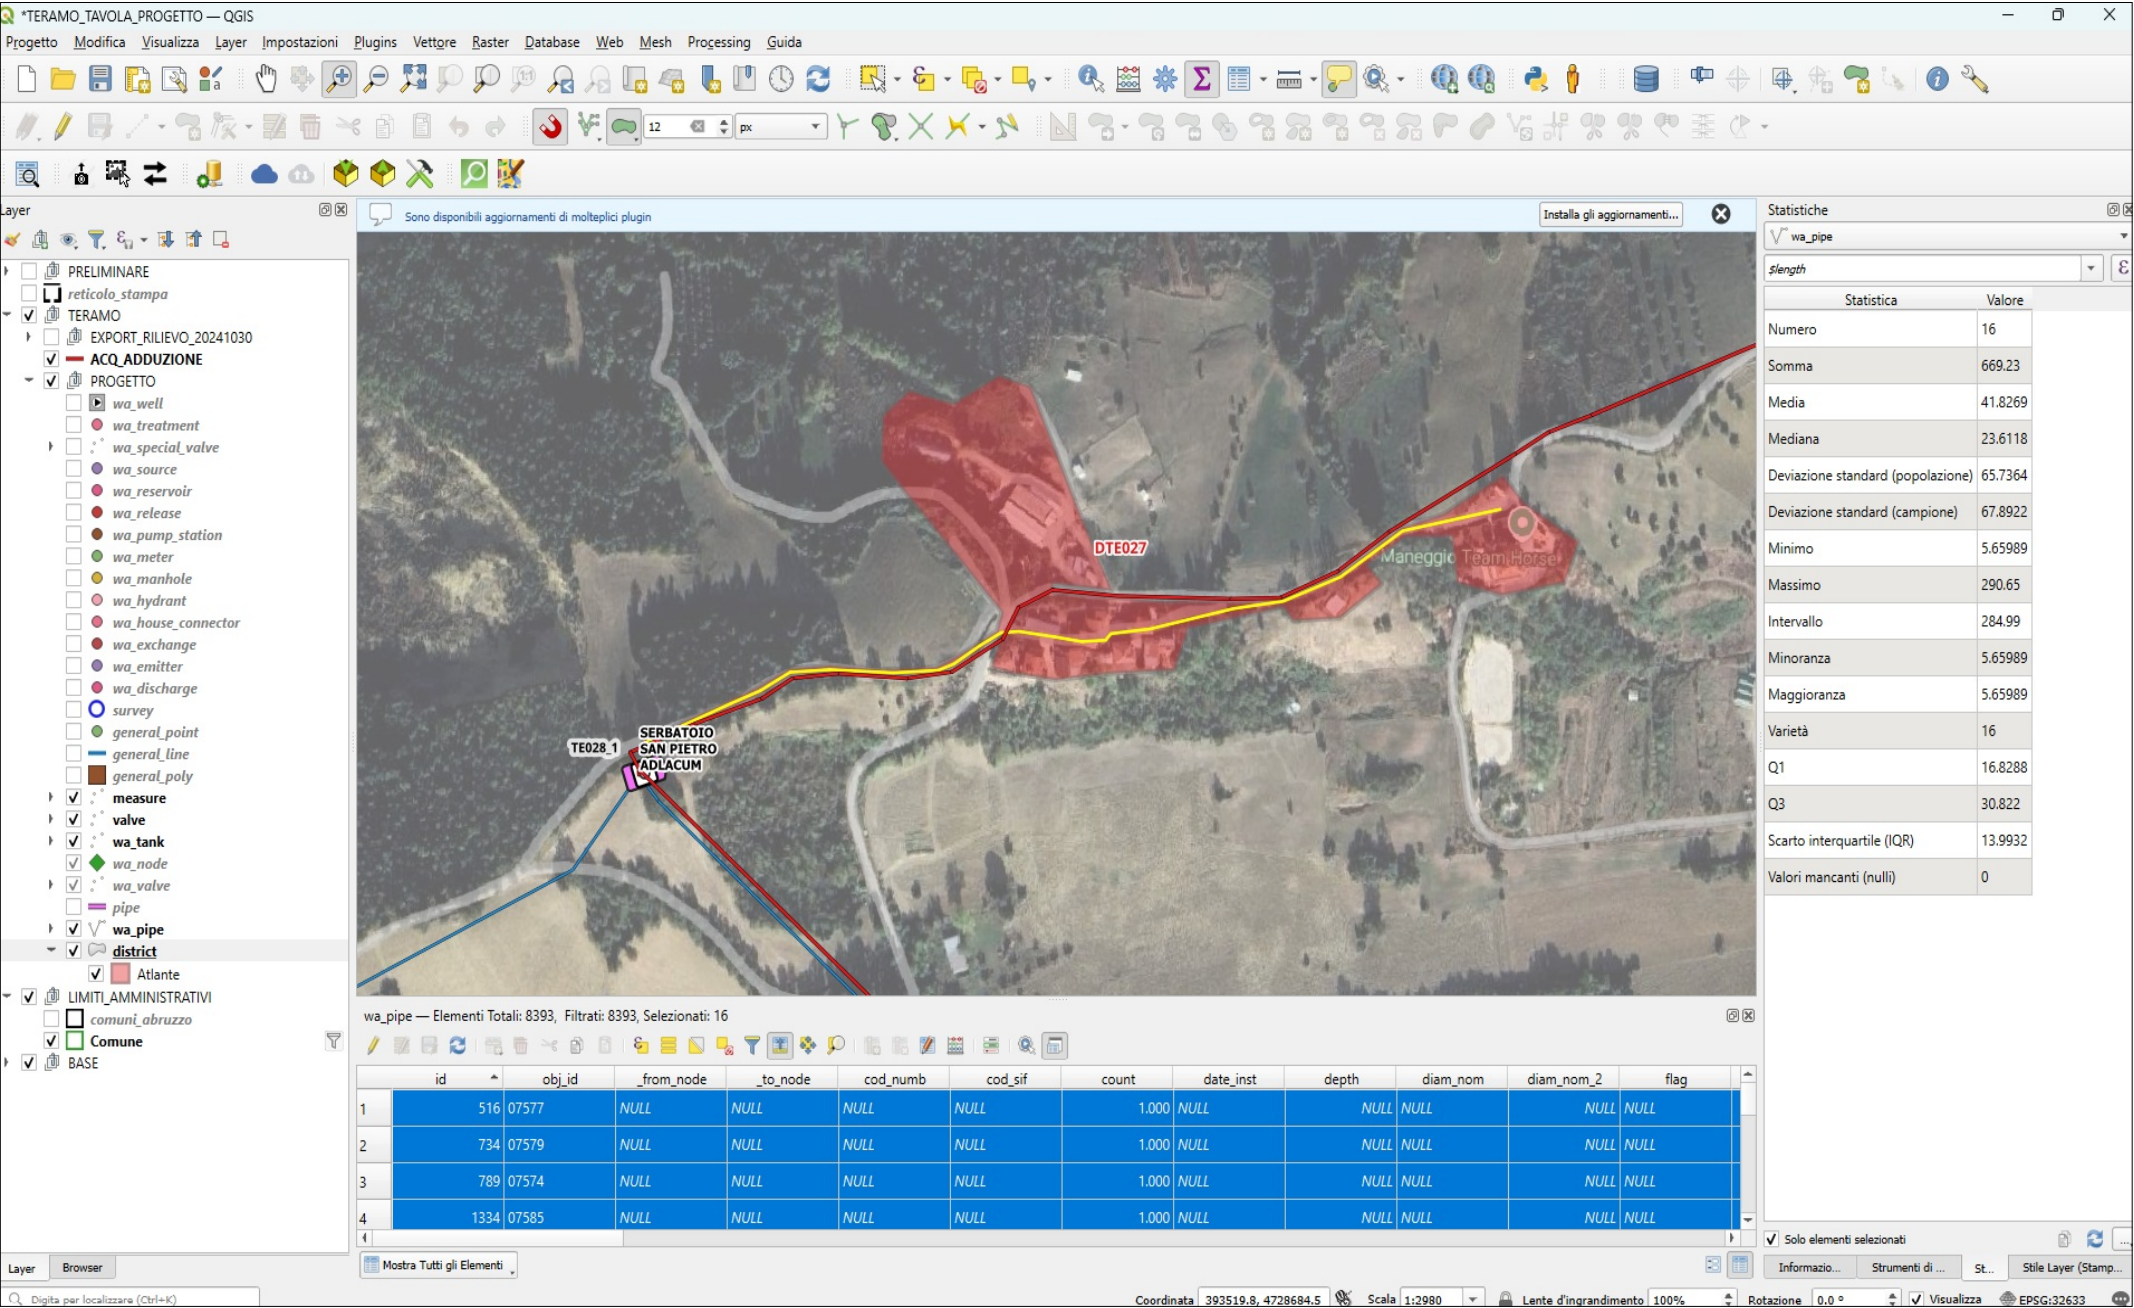 *TERAMO_TAVOLA_PROGETTO — QGIS
Progetto Modifica Visualizza Layer Impostazioni Plugins Vettore Raster Database Web Mesh Processing Guida
12 px
Layer
Sono disponibili aggiornamenti di molteplici plugin
Installa gli aggiornamenti...
PRELIMINARE
reticolo_stampa
TERAMO
EXPORT_RILIEVO_20241030
ACQ_ADDUZIONE
PROGETTO
wa_well
wa_treatment
wa_special_valve
wa_source
wa_reservoir
wa_release
wa_pump_station
wa_meter
wa_manhole
wa_hydrant
wa_house_connector
wa_exchange
wa_emitter
wa_discharge
survey
general_point
general_line
general_poly
measure
valve
wa_tank
wa_node
wa_valve
pipe
wa_pipe
district
Atlante
LIMITI_AMMINISTRATIVI
comuni_abruzzo
Comune
BASE
Layer Browser
Digita per localizzare (Ctrl+K)
DTE027
Maneggio Team Horse
TE028_1
SERBATOIO
SAN PIETRO
ADLACUM
wa_pipe — Elementi Totali: 8393, Filtrati: 8393, Selezionati: 16
id obj_id _from_node _to_node cod_numb cod_sif count date_inst depth diam_nom diam_nom_2 flag
1 516 07577 NULL NULL NULL NULL 1.000 NULL NULL NULL NULL NULL
2 734 07579 NULL NULL NULL NULL 1.000 NULL NULL NULL NULL NULL
3 789 07574 NULL NULL NULL NULL 1.000 NULL NULL NULL NULL NULL
4 1334 07585 NULL NULL NULL NULL 1.000 NULL NULL NULL NULL NULL
Mostra Tutti gli Elementi
Statistiche
wa_pipe
$length
ε
Statistica Valore
Numero 16
Somma 669.23
Media 41.8269
Mediana 23.6118
Deviazione standard (popolazione) 65.7364
Deviazione standard (campione) 67.8922
Minimo 5.65989
Massimo 290.65
Intervallo 284.99
Minoranza 5.65989
Maggioranza 5.65989
Varietà 16
Q1 16.8288
Q3 30.822
Scarto interquartile (IQR) 13.9932
Valori mancanti (nulli) 0
Solo elementi selezionati
...
Informazio... Strumenti di ... St... Stile Layer (Stamp...
Coordinata 393519.8, 4728684.5 Scala 1:2980 Lente d'ingrandimento 100% Rotazione 0.0 ° Visualizza EPSG:32633